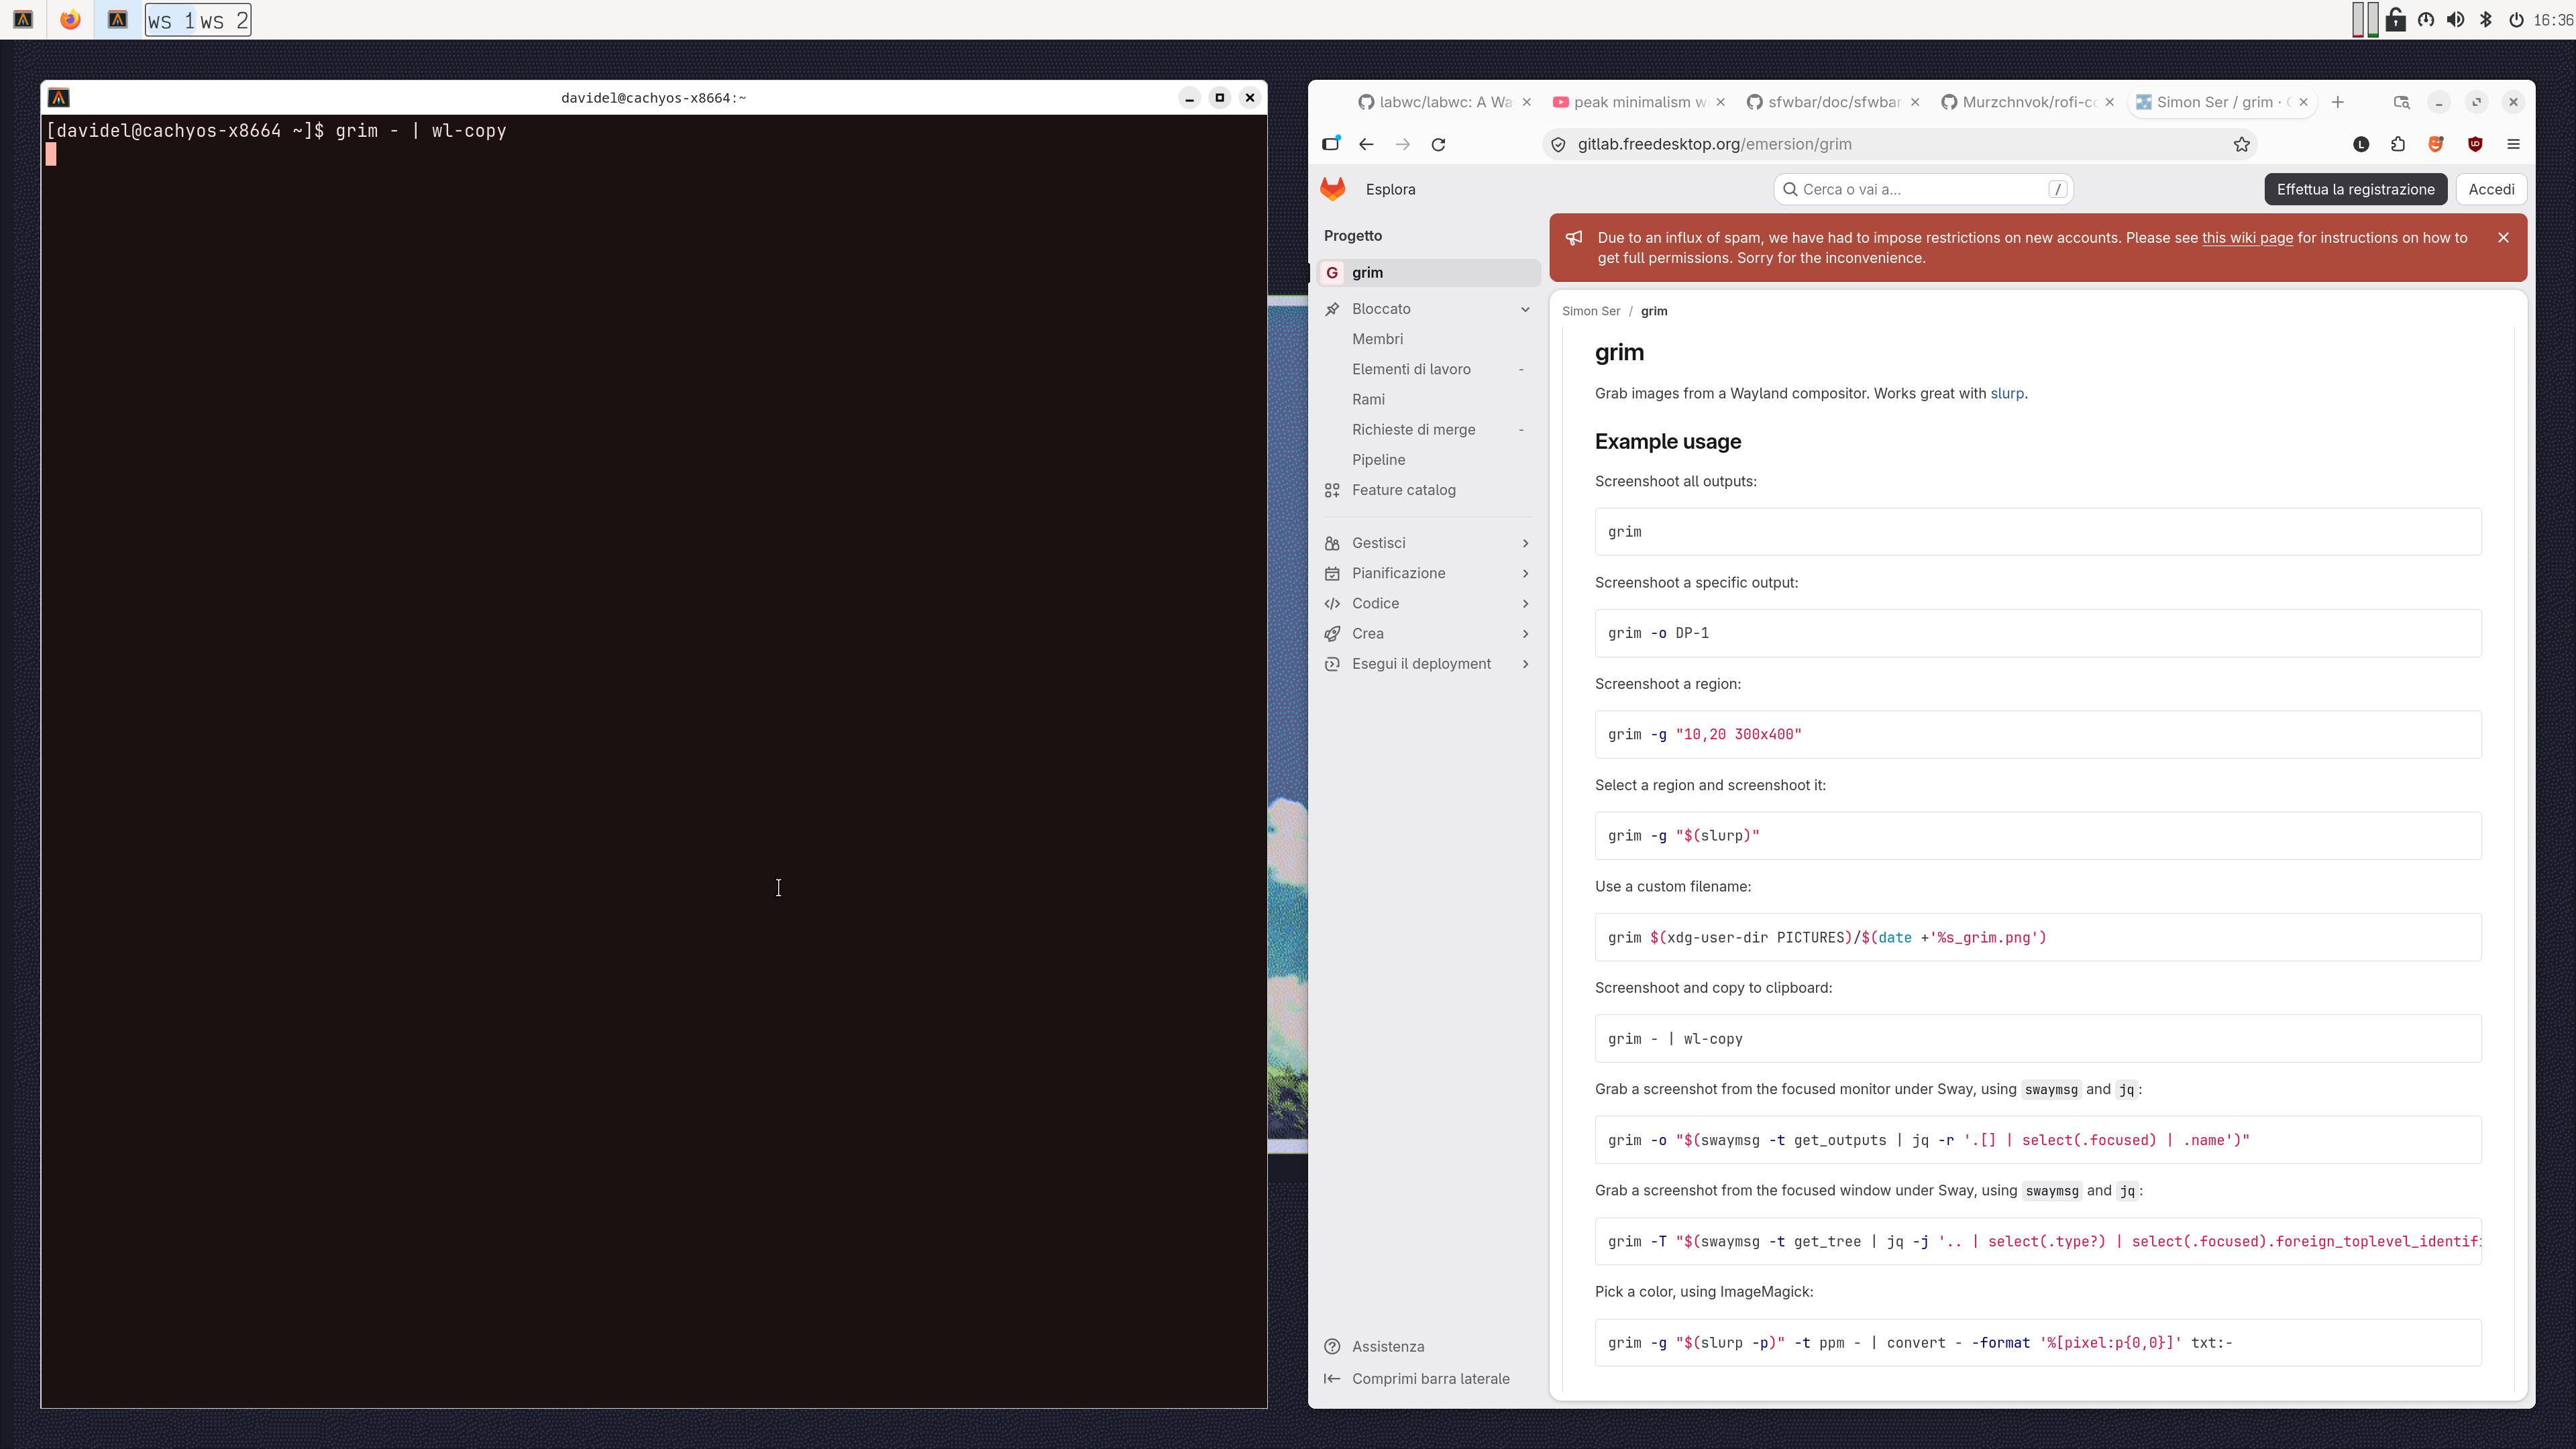 ws 1 ws 2
16:36
davidel@cachyos-x8664:~
[davidel@cachyos-x8664 ~]$ grim - | wl-copy
labwc/labwc: A Wa
peak minimalism w
sfwbar/doc/sfwbar
Murzchnvok/rofi-co
Simon Ser / grim ·
gitlab.freedesktop.org/emersion/grim
Esplora
Cerca o vai a...
/
Effettua la registrazione
Accedi
Progetto
G grim
Bloccato
Membri
Elementi di lavoro -
Rami
Richieste di merge -
Pipeline
Feature catalog
Gestisci
Pianificazione
Codice
Crea
Esegui il deployment
Assistenza
Comprimi barra laterale
Due to an influx of spam, we have had to impose restrictions on new accounts. Please see this wiki page for instructions on how to
get full permissions. Sorry for the inconvenience.
Simon Ser / grim
grim
Grab images from a Wayland compositor. Works great with slurp.
Example usage
Screenshoot all outputs:
grim
Screenshoot a specific output:
grim -o DP-1
Screenshoot a region:
grim -g "10,20 300x400"
Select a region and screenshoot it:
grim -g "$(slurp)"
Use a custom filename:
grim $(xdg-user-dir PICTURES)/$(date +'%s_grim.png')
Screenshoot and copy to clipboard:
grim - | wl-copy
Grab a screenshot from the focused monitor under Sway, using swaymsg and jq:
grim -o "$(swaymsg -t get_outputs | jq -r '.[] | select(.focused) | .name')"
Grab a screenshot from the focused window under Sway, using swaymsg and jq:
grim -T "$(swaymsg -t get_tree | jq -j '.. | select(.type?) | select(.focused).foreign_toplevel_identifi
Pick a color, using ImageMagick:
grim -g "$(slurp -p)" -t ppm - | convert - -format '%[pixel:p{0,0}]' txt:-